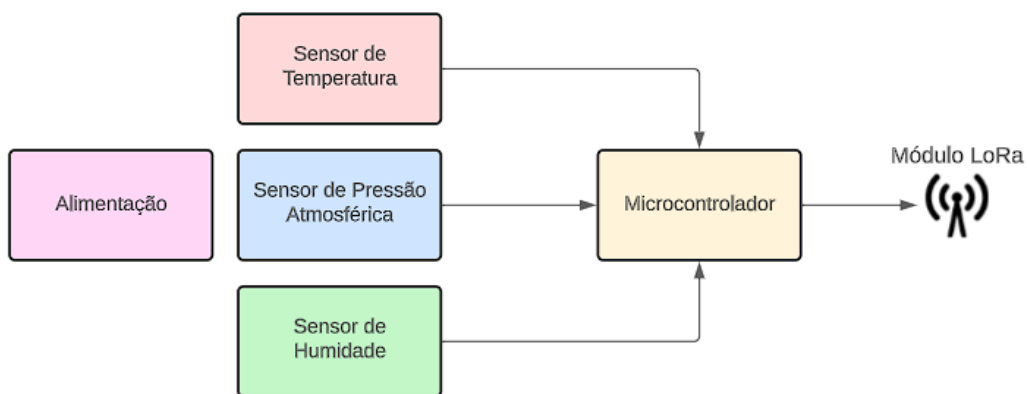 Sensor de
Temperatura
Alimentação
Sensor de Pressão
Atmosférica
Microcontrolador
Módulo LoRa
Sensor de
Humidade